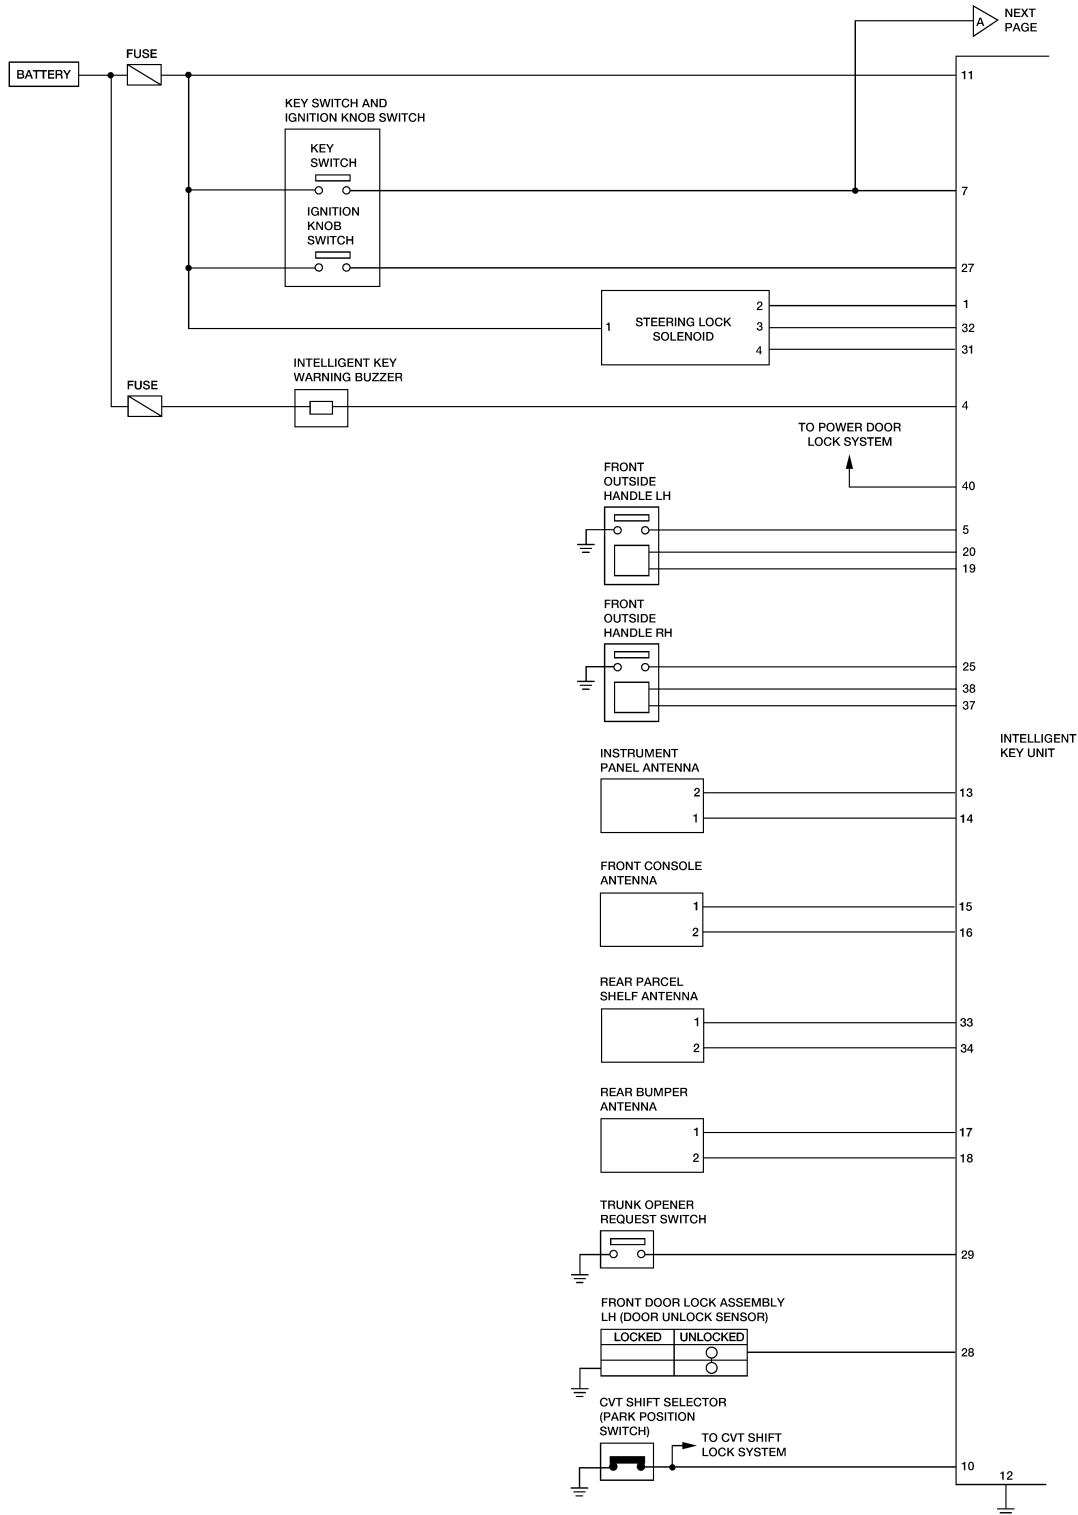 NEXT
PAGE
A
FUSE
BATTERY
11
KEY SWITCH AND
IGNITION KNOB SWITCH
KEY
SWITCH
7
IGNITION
KNOB
SWITCH
27
1
STEERING LOCK
SOLENOID
2
3
4
1
32
31
INTELLIGENT KEY
WARNING BUZZER
FUSE
4
TO POWER DOOR
LOCK SYSTEM
40
FRONT
OUTSIDE
HANDLE LH
5
20
19
FRONT
OUTSIDE
HANDLE RH
25
38
37
INTELLIGENT
KEY UNIT
INSTRUMENT
PANEL ANTENNA
2
13
1
14
FRONT CONSOLE
ANTENNA
1
15
2
16
REAR PARCEL
SHELF ANTENNA
1
33
2
34
REAR BUMPER
ANTENNA
1
17
2
18
TRUNK OPENER
REQUEST SWITCH
29
FRONT DOOR LOCK ASSEMBLY
LH (DOOR UNLOCK SENSOR)
LOCKED
UNLOCKED
28
CVT SHIFT SELECTOR
(PARK POSITION
SWITCH)
TO CVT SHIFT
LOCK SYSTEM
10
12